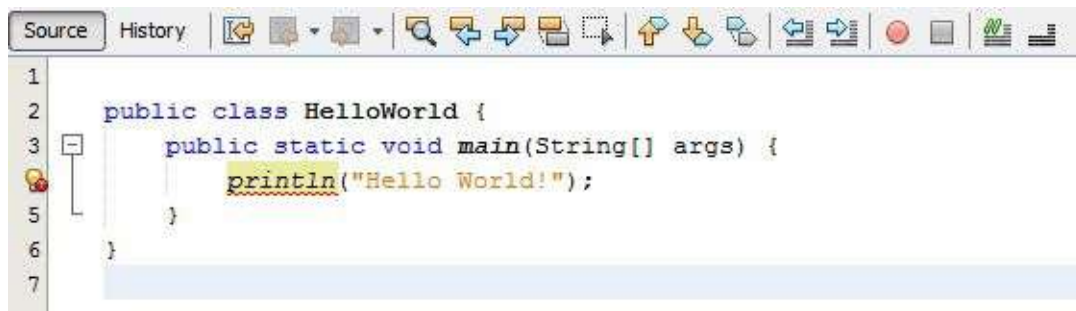 Source History
1
2 public class HelloWorld {
3 public static void main(String[] args) {
println("Hello World!");
5 }
6 }
7